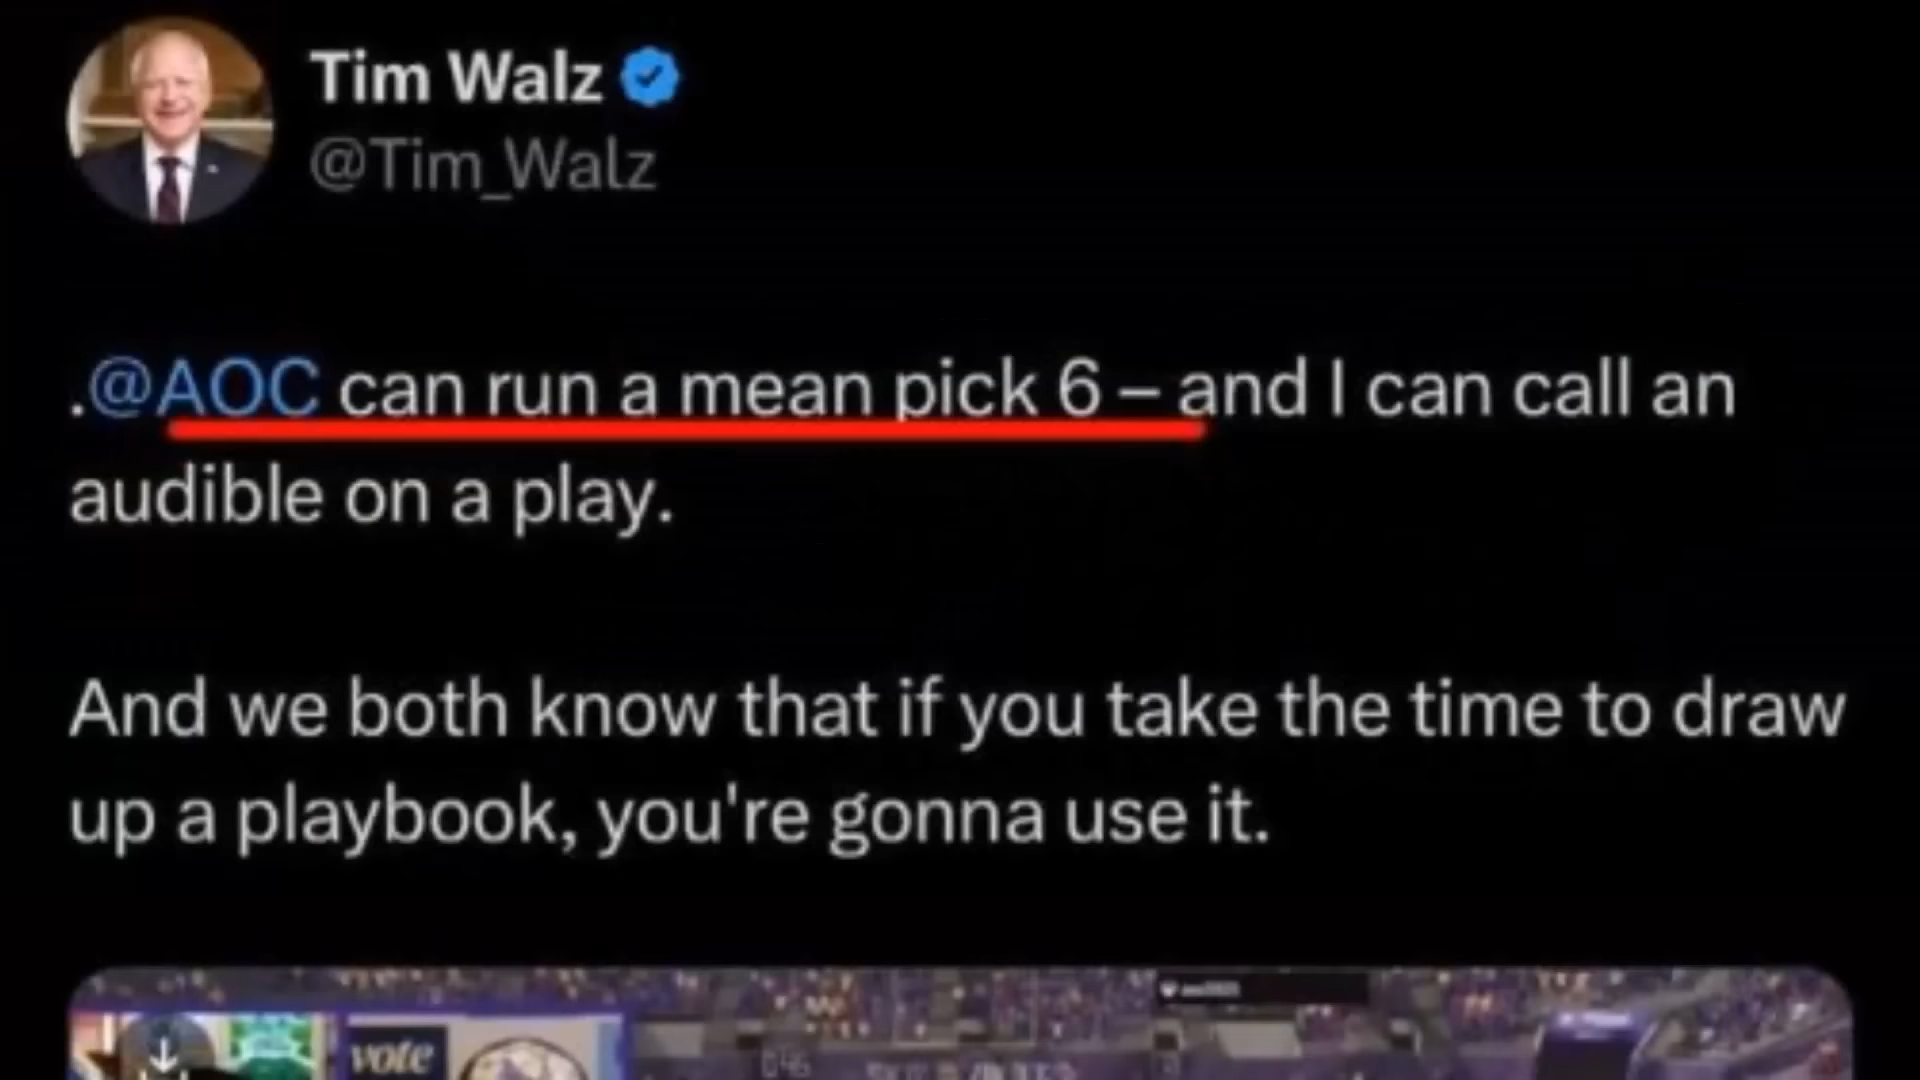 Tim Walz
@Tim_Walz
.@AOC can run a mean pick 6 – and I can call an
audible on a play.
And we both know that if you take the time to draw
up a playbook, you're gonna use it.
vote